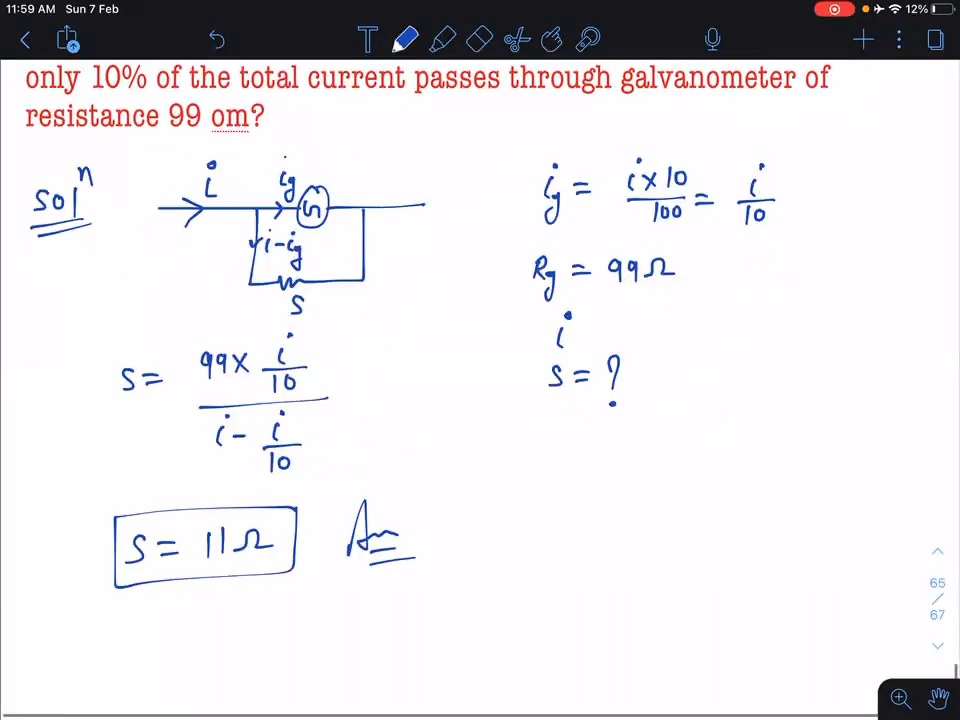 11:59 AM Sun 7 Feb
12%
only 10% of the total current passes through galvanometer of
resistance 99 om?
Solⁿ
i
ig
G
i-ig
S
ig = i×10/100 = i/10
Rg = 99Ω
i
S = ?
S = 99× i/10
i - i/10
S = 11Ω
Ans
65
/
67